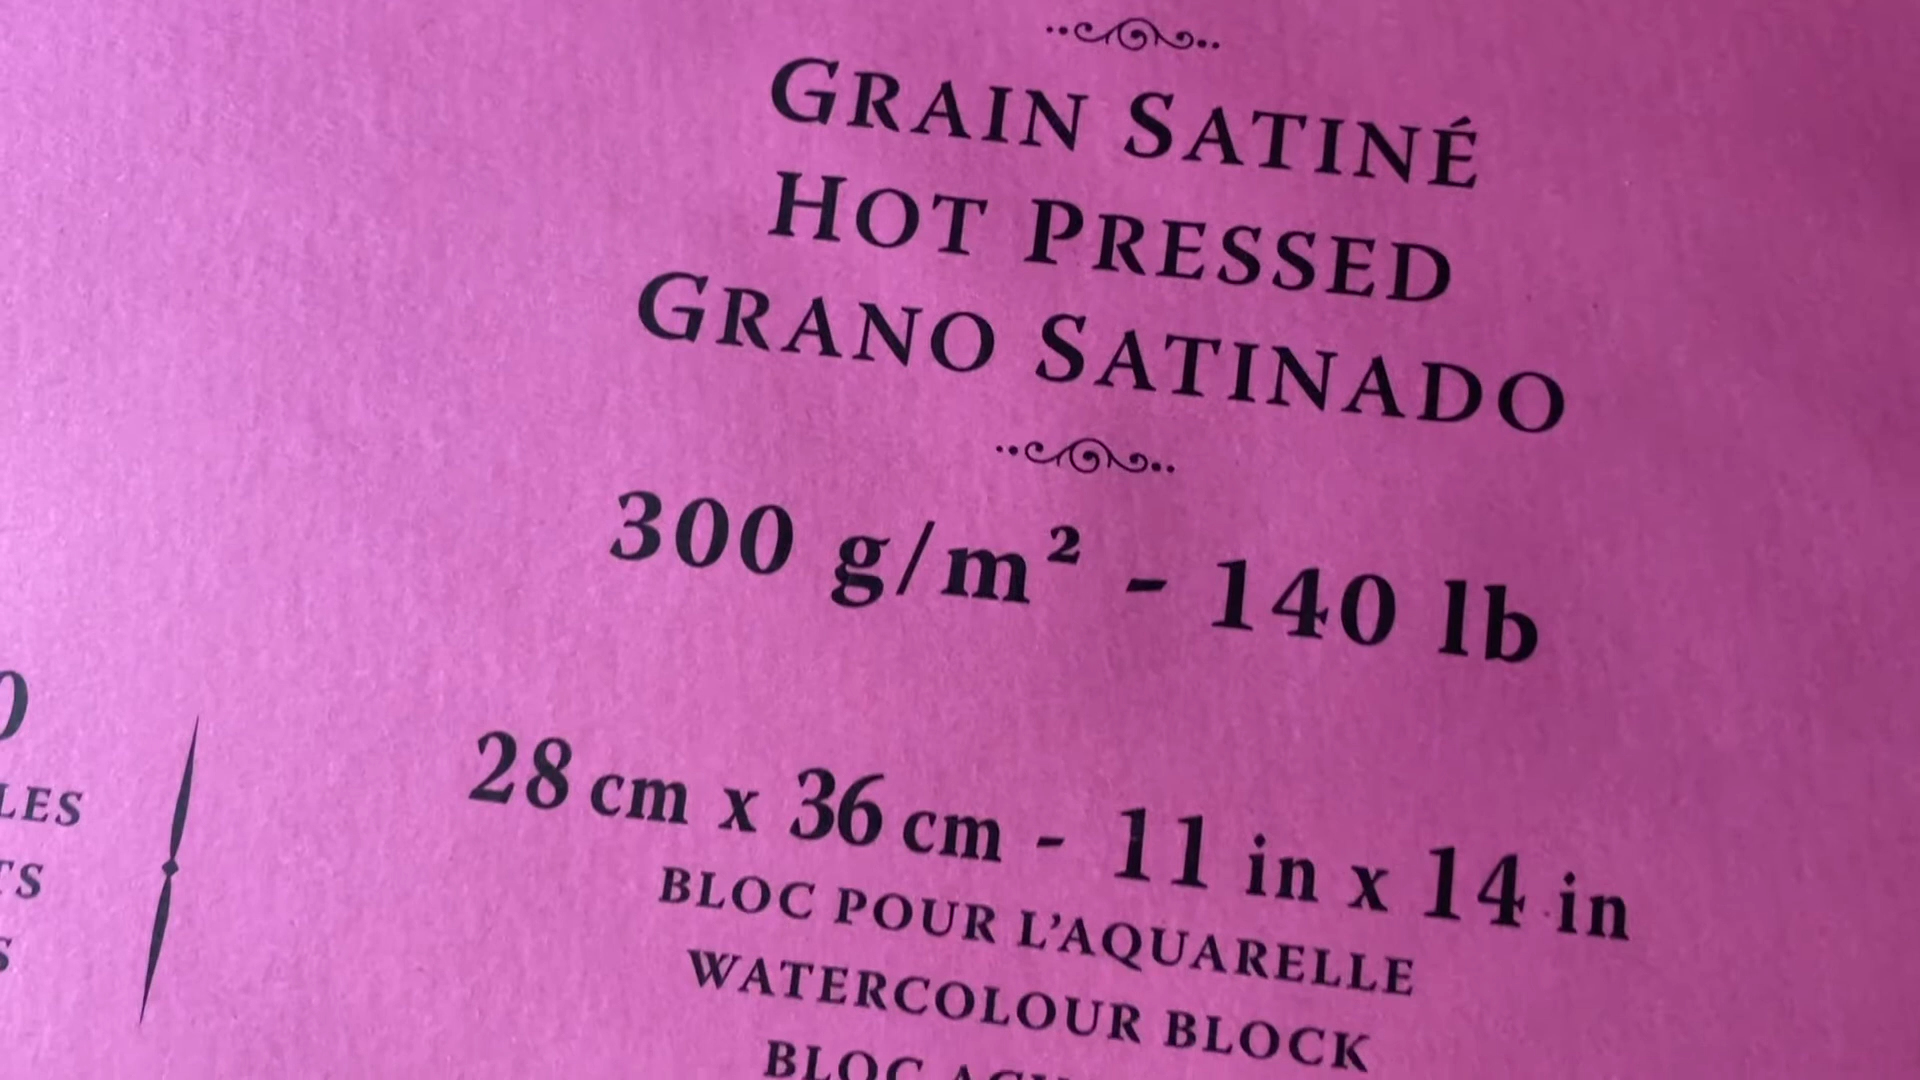 GRAIN SATINÉ
HOT PRESSED
GRANO SATINADO
300 g/m² - 140 lb
28 cm x 36 cm - 11 in x 14 in
BLOC POUR L'AQUARELLE
WATERCOLOUR BLOCK
BLOC